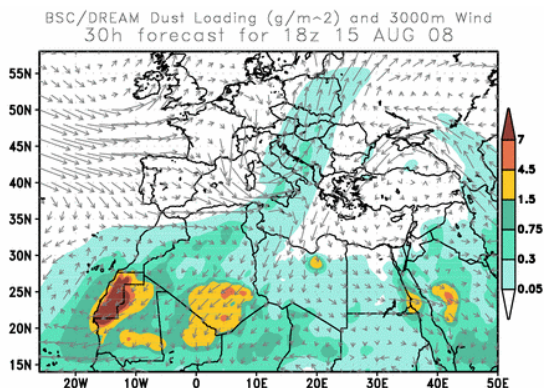 BSC/DREAM Dust Loading (g/m^2) and 3000m Wind
30h forecast for 18z 15 AUG 08
55N
50N
45N
40N
35N
30N
25N
20N
15N
7
4.5
1.5
0.75
0.3
0.05
20W 10W 0 10E 20E 30E 40E 50E